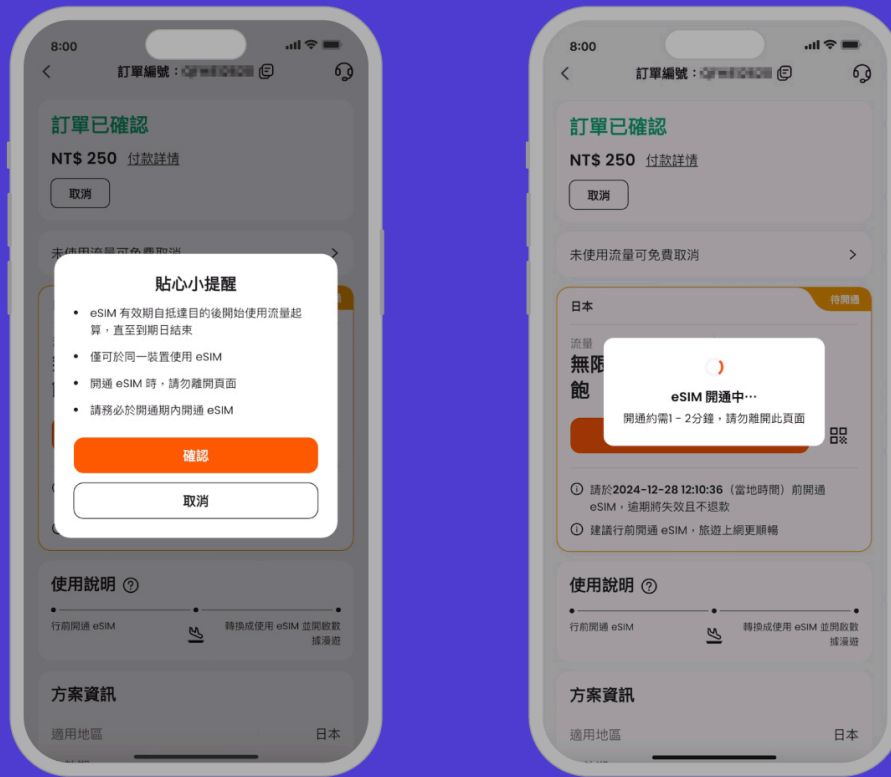 8:00
訂單編號：
訂單已確認
NT$ 250 付款詳情
取消
未使用流量可免費取消
貼心小提醒
• eSIM 有效期自抵達目的後開始使用流量起
算，直至到期日結束
• 僅可於同一裝置使用 eSIM
• 開通 eSIM 時，請勿離開頁面
• 請務必於開通期內開通 eSIM
確認
取消
使用說明
行前開通 eSIM
轉換成使用 eSIM 並開啟數
據漫遊
方案資訊
適用地區 日本
8:00
訂單編號：
訂單已確認
NT$ 250 付款詳情
取消
未使用流量可免費取消
待開通
日本
流量
無限
飽
eSIM 開通中⋯
開通約需1 - 2分鐘，請勿離開此頁面
請於2024-12-28 12:10:36（當地時間）前開通
eSIM，逾期將失效且不退款
建議行前開通 eSIM，旅遊上網更順暢
使用說明
行前開通 eSIM
轉換成使用 eSIM 並開啟數
據漫遊
方案資訊
適用地區 日本